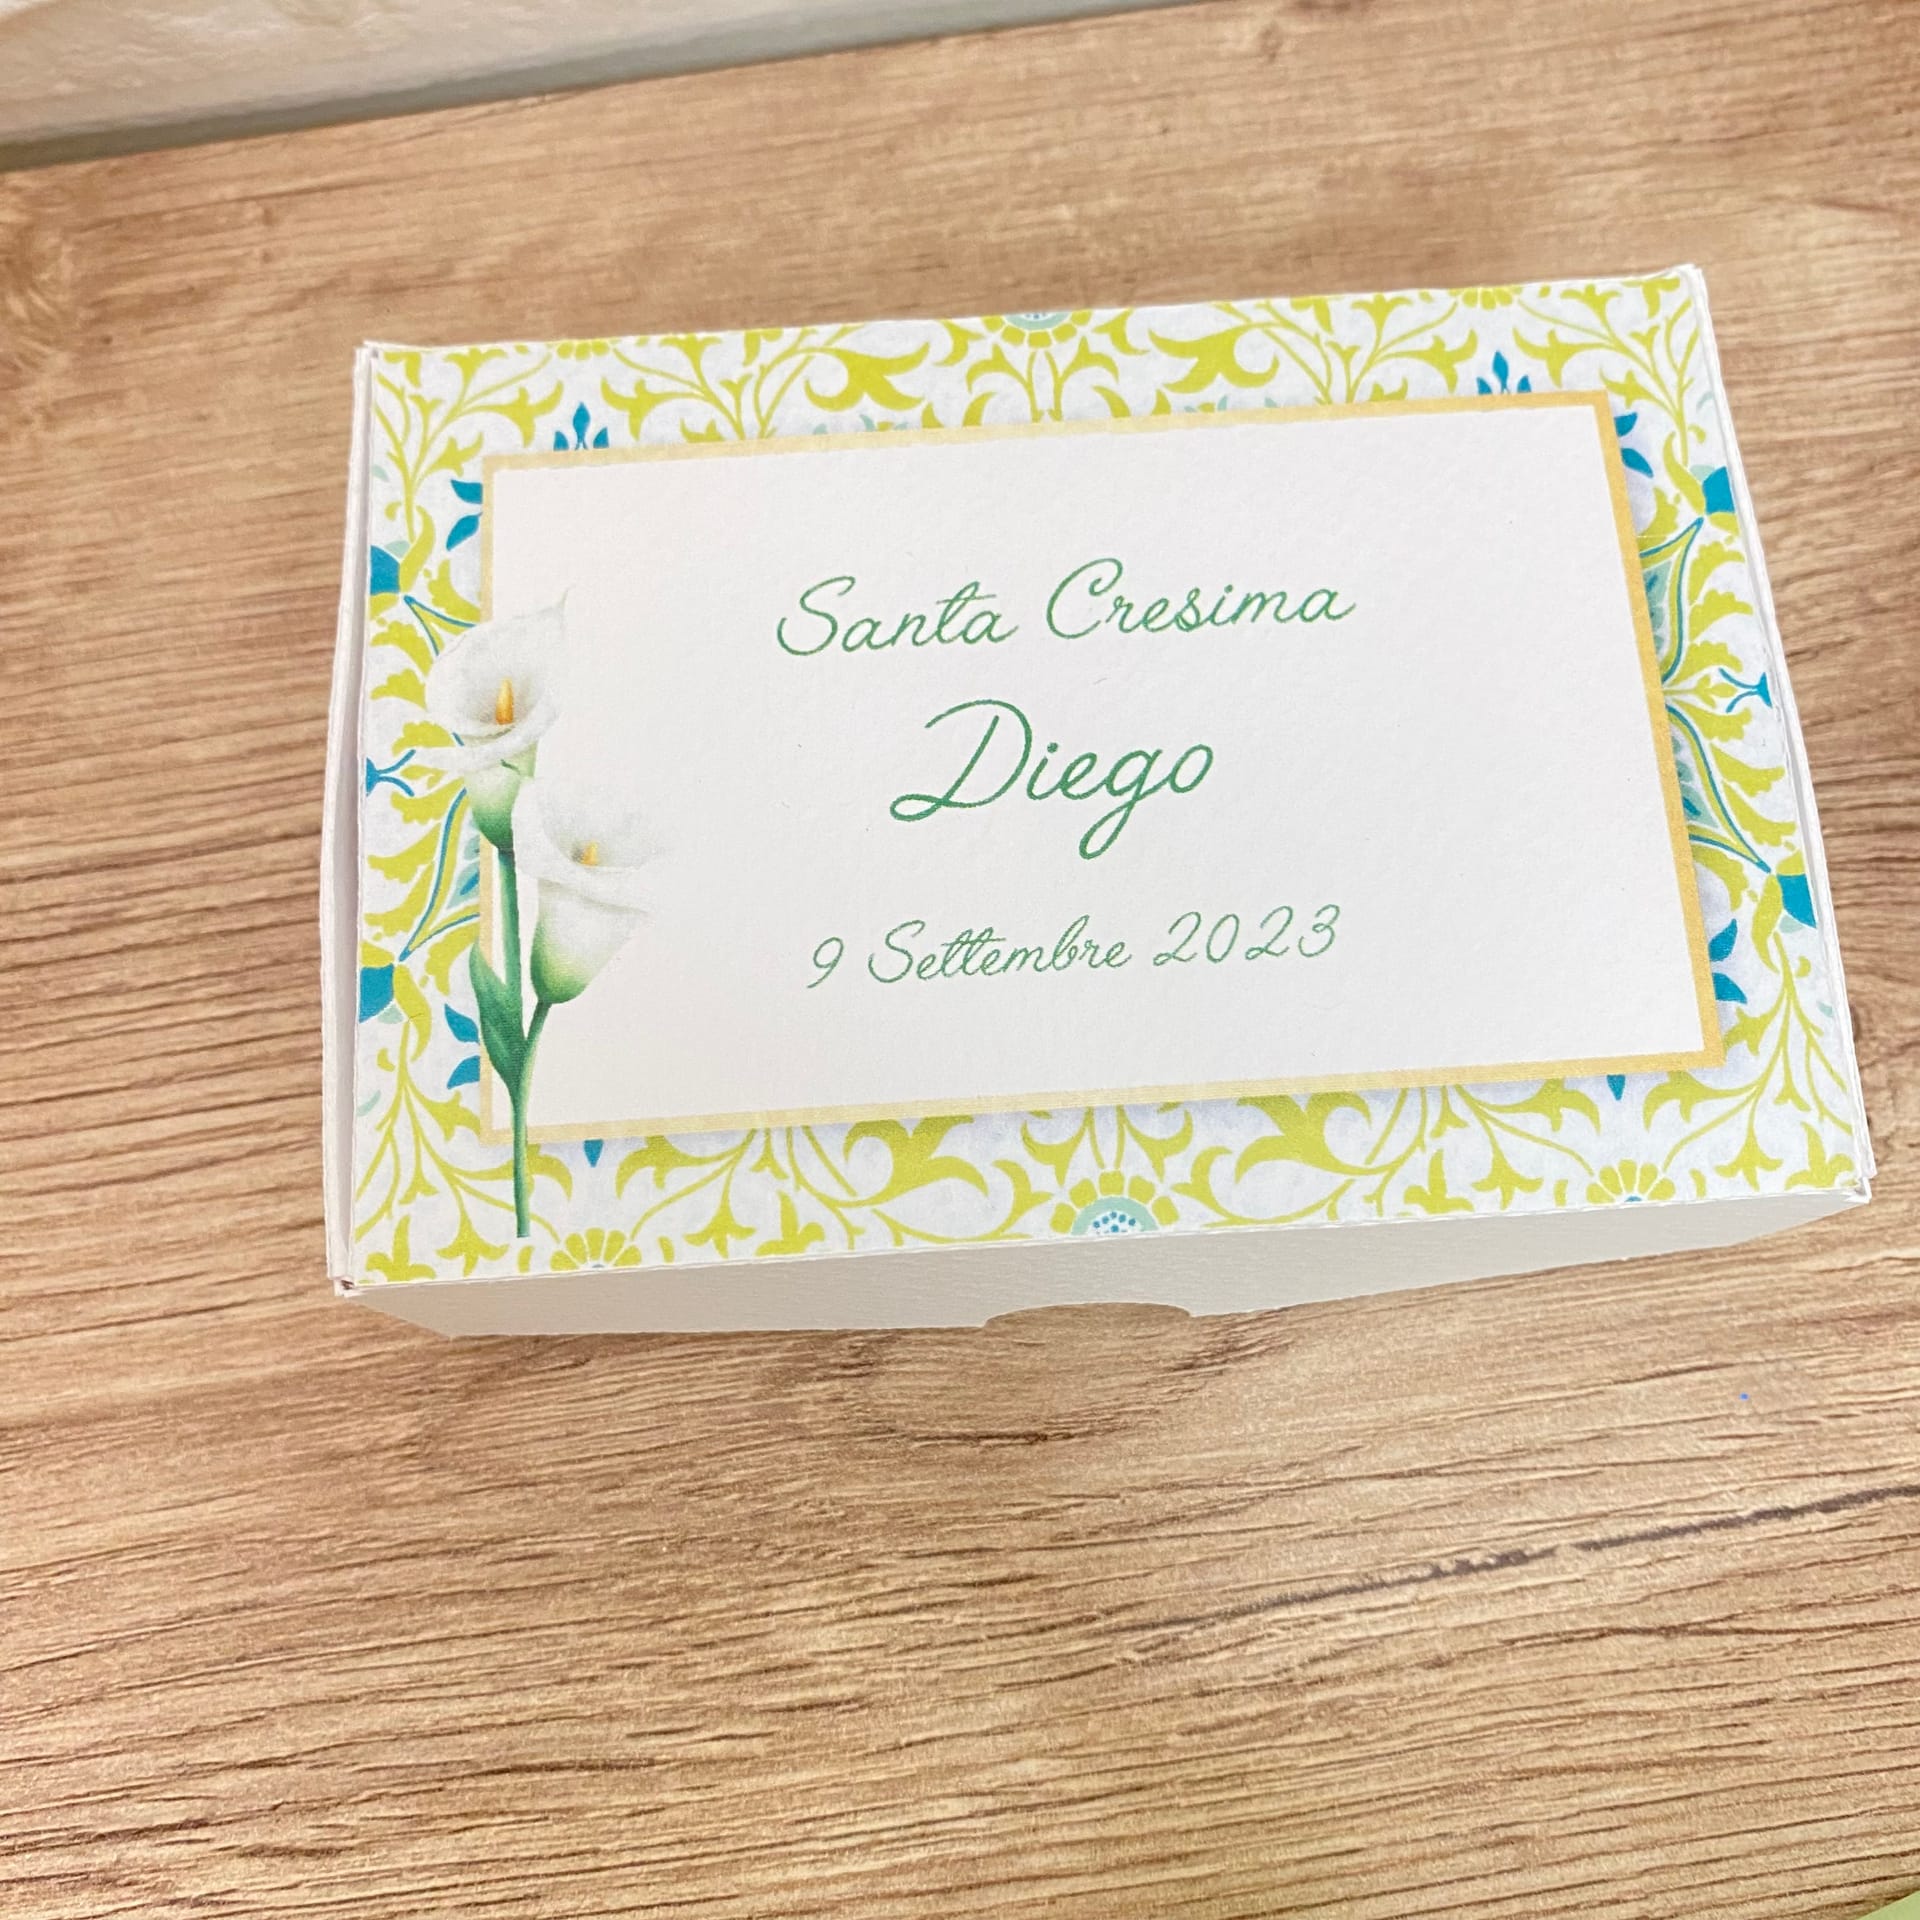 Santa Cresima
Diego
9 Settembre 2023